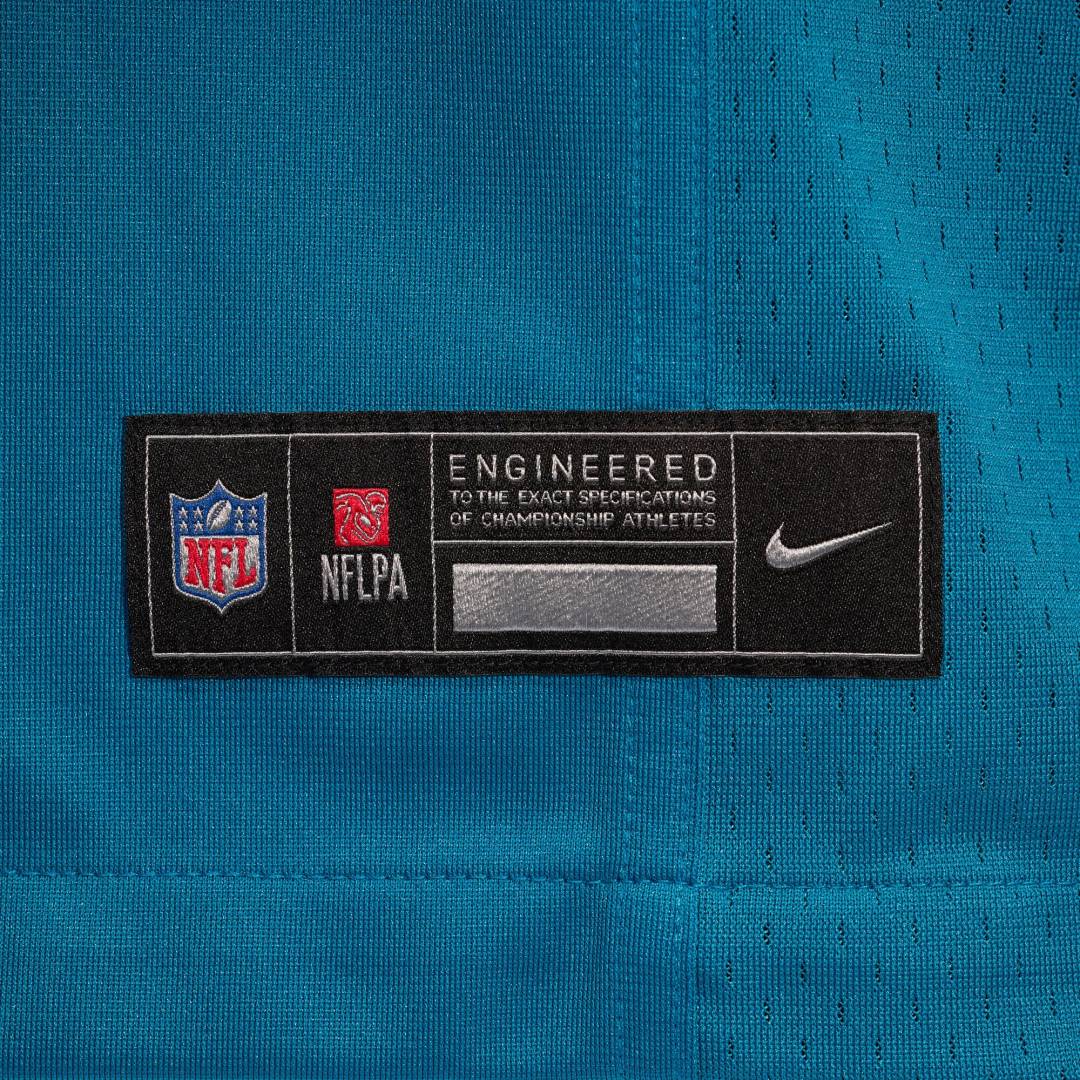 NFL
NFLPA
ENGINEERED
TO THE EXACT SPECIFICATIONS
OF CHAMPIONSHIP ATHLETES